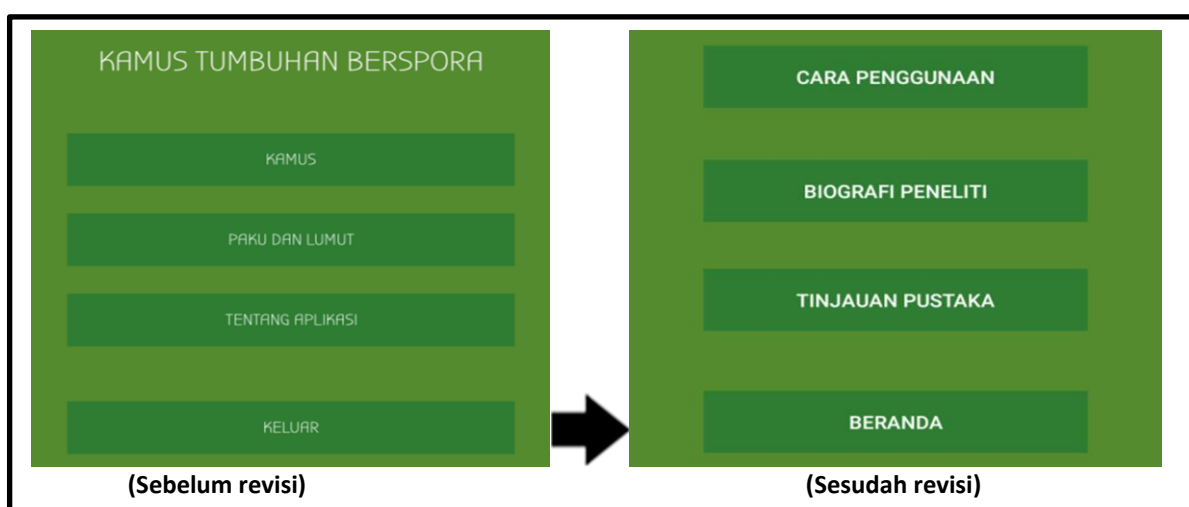 KAMUS TUMBUHAN BERSPORA
KAMUS
PAKU DAN LUMUT
TENTANG APLIKASI
KELUAR
(Sebelum revisi)
CARA PENGGUNAAN
BIOGRAFI PENELITI
TINJAUAN PUSTAKA
BERANDA
(Sesudah revisi)